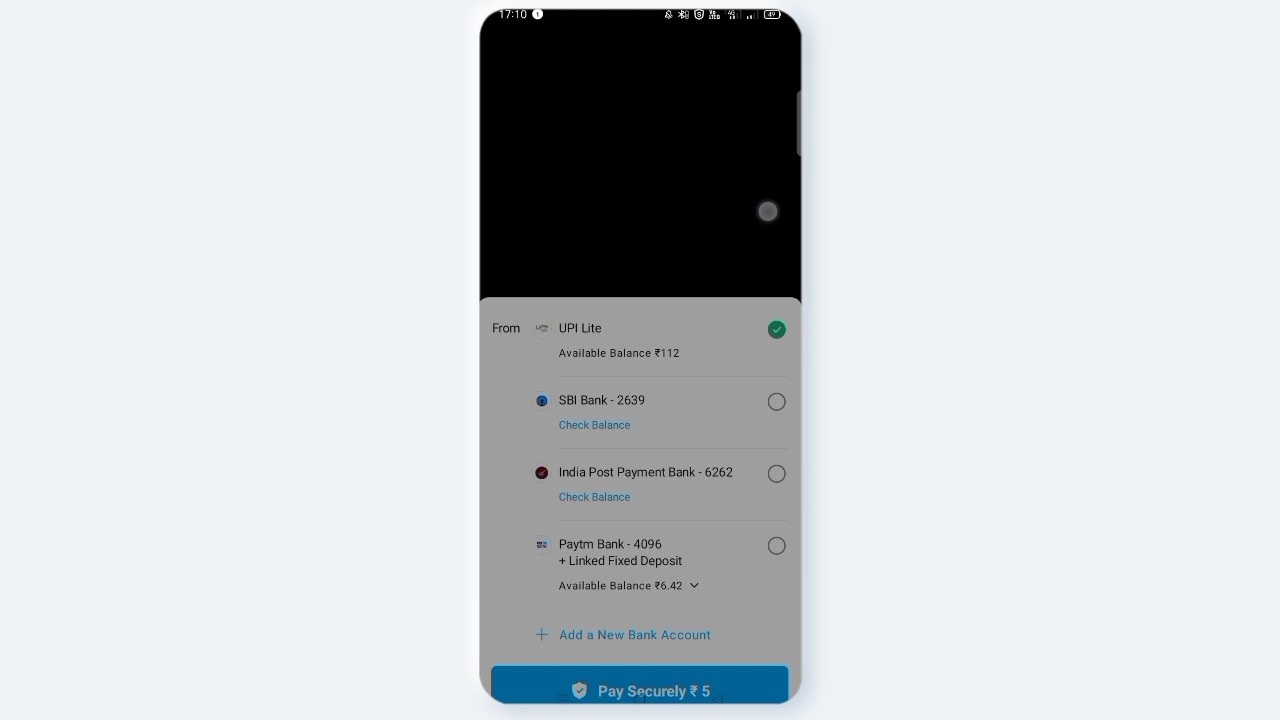 17:10
49
From
UPI Lite
Available Balance ₹112
SBI Bank - 2639
Check Balance
India Post Payment Bank - 6262
Check Balance
Paytm Bank - 4096
+ Linked Fixed Deposit
Available Balance ₹6.42
Add a New Bank Account
Pay Securely ₹ 5